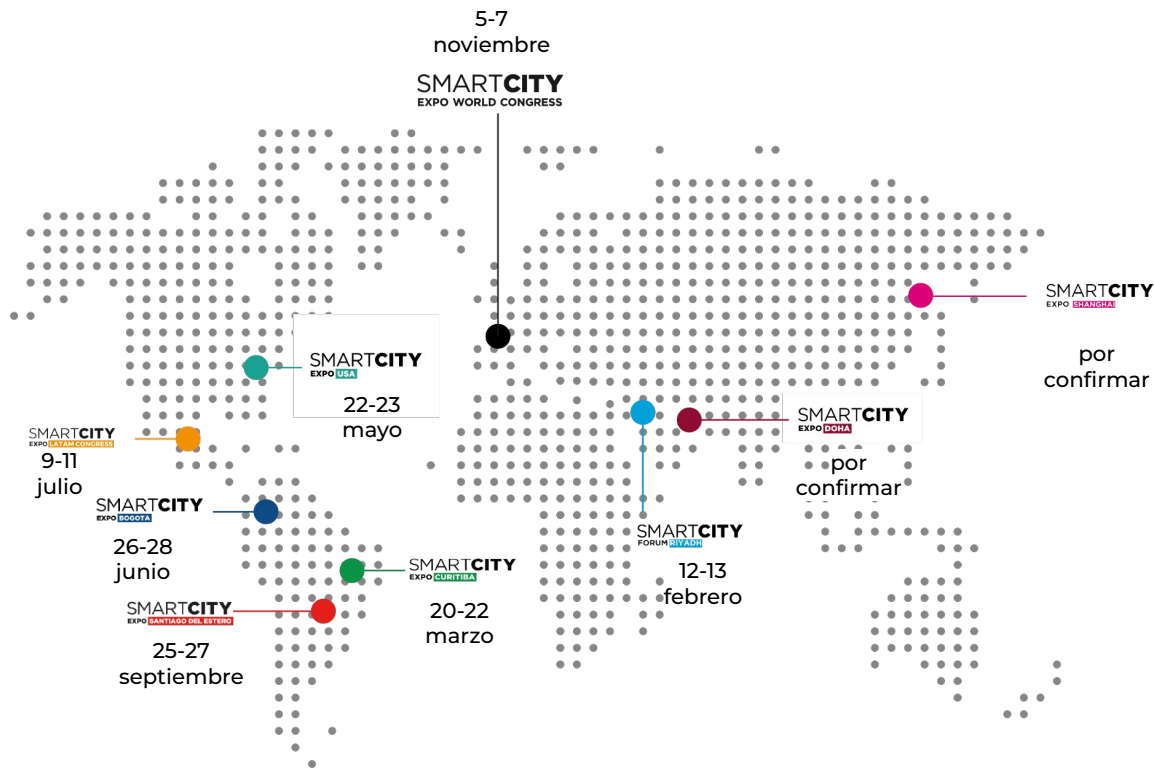 5-7
noviembre
SMARTCITY
EXPO WORLD CONGRESS
SMARTCITY
EXPO SHANGHAI
por
confirmar
SMARTCITY
EXPO USA
22-23
mayo
SMARTCITY
EXPO DOHA
por
confirmar
SMARTCITY
EXPO LATAM CONGRESS
9-11
julio
SMARTCITY
EXPO BOGOTA
26-28
junio
SMARTCITY
FORUM RIYADH
12-13
febrero
SMARTCITY
EXPO CURITIBA
20-22
marzo
SMARTCITY
EXPO SANTIAGO DEL ESTERO
25-27
septiembre